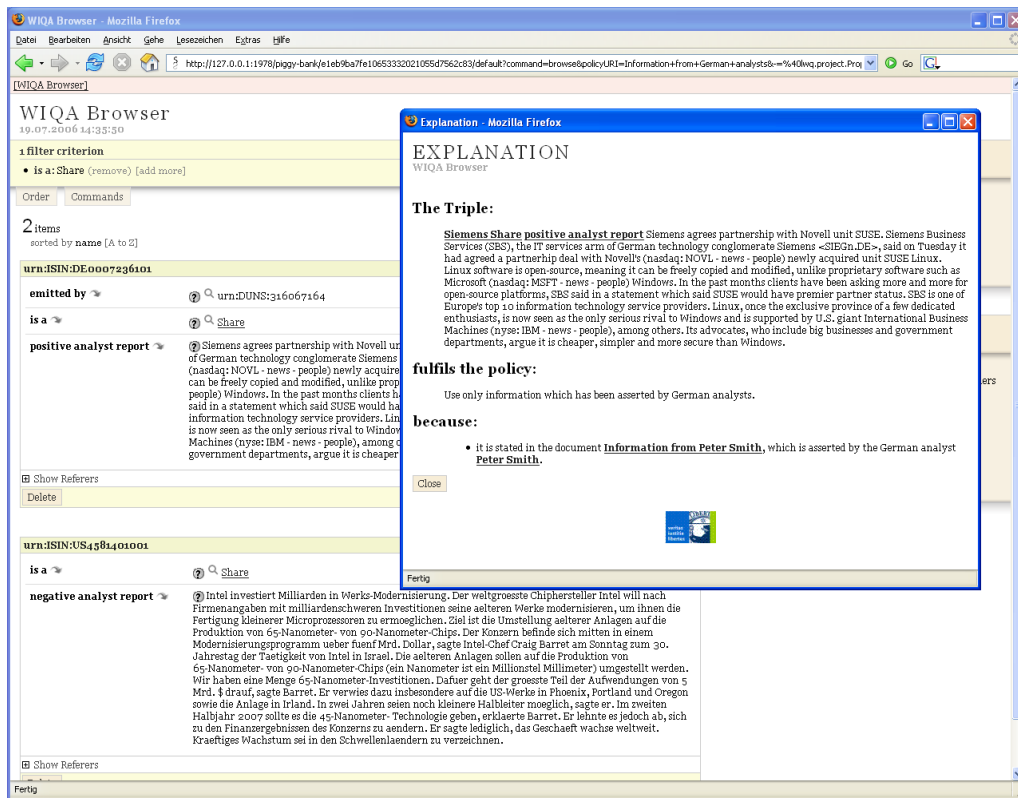 WIQA Browser - Mozilla Firefox
Datei Bearbeiten Ansicht Gehe Lesezeichen Extras Hilfe
http://127.0.0.1:1978/piggy-bank/e1eb9ba7fe10653332021055d7562c83/default?command=browse&policyURI=Information+from+German+analysts&-=%40lwq.project.Proj
Go
[WIQA Browser]
WIQA Browser
19.07.2006 14:35:50
1 filter criterion
• is a: Share (remove) [add more]
Order Commands
2 items
sorted by name [A to Z]
urn:ISIN:DE0007236101
emitted by urn:DUNS:316067164
is a Share
positive analyst report Siemens agrees partnership with Novell un
of German technology conglomerate Siemens
(nasdaq: NOVL - news - people) newly acquire
can be freely copied and modified, unlike prop
people) Windows. In the past months clients h
said in a statement which said SUSE would ha
information technology service providers. Lin
is now seen as the only serious rival to Window
Machines (nyse: IBM - news - people), among o
government departments, argue it is cheaper
Show Referers
Delete
urn:ISIN:US4581401001
is a Share
negative analyst report Intel investiert Milliarden in Werks-Modernisierung. Der weltgroesste Chiphersteller Intel will nach
Firmenangaben mit milliardenschweren Investitionen seine aelteren Werke modernisieren, um ihnen die
Fertigung kleinerer Microprozessoren zu ermoeglichen. Ziel ist die Umstellung aelterer Anlagen auf die
Produktion von 65-Nanometer- von 90-Nanometer-Chips. Der Konzern befinde sich mitten in einem
Modernisierungsprogramm ueber fuenf Mrd. Dollar, sagte Intel-Chef Craig Barret am Sonntag zum 30.
Jahrestag der Taetigkeit von Intel in Israel. Die aelteren Anlagen sollen auf die Produktion von
65-Nanometer- von 90-Nanometer-Chips (ein Nanometer ist ein Millionstel Millimeter) umgestellt werden.
Wir haben eine Menge 65-Nanometer-Investitionen. Dafuer geht der groesste Teil der Aufwendungen von 5
Mrd. $ drauf, sagte Barret. Er verwies dazu insbesondere auf die US-Werke in Phoenix, Portland und Oregon
sowie die Anlage in Irland. In zwei Jahren seien noch kleinere Halbleiter moeglich, sagte er. Im zweiten
Halbjahr 2007 sollte es die 45-Nanometer- Technologie geben, erklaerte Barret. Er lehnte es jedoch ab, sich
zu den Finanzergebnissen des Konzerns zu aendern. Er sagte lediglich, das Geschaeft wachse weltweit.
Kraeftiges Wachstum sei in den Schwellenlaendern zu verzeichnen.
Show Referers
Fertig
Explanation - Mozilla Firefox
EXPLANATION
WIQA Browser
The Triple:
Siemens Share positive analyst report Siemens agrees partnership with Novell unit SUSE. Siemens Business
Services (SBS), the IT services arm of German technology conglomerate Siemens <SIEGn.DE>, said on Tuesday it
had agreed a partnerhip deal with Novell's (nasdaq: NOVL - news - people) newly acquired unit SUSE Linux.
Linux software is open-source, meaning it can be freely copied and modified, unlike proprietary software such as
Microsoft (nasdaq: MSFT - news - people) Windows. In the past months clients have been asking more and more for
open-source platforms, SBS said in a statement which said SUSE would have premier partner status. SBS is one of
Europe's top 10 information technology service providers. Linux, once the exclusive province of a few dedicated
enthusiasts, is now seen as the only serious rival to Windows and is supported by U.S. giant International Business
Machines (nyse: IBM - news - people), among others. Its advocates, who include big businesses and government
departments, argue it is cheaper, simpler and more secure than Windows.
fulfils the policy:
Use only information which has been asserted by German analysts.
because:
• it is stated in the document Information from Peter Smith, which is asserted by the German analyst
Peter Smith.
Close
Fertig
ers